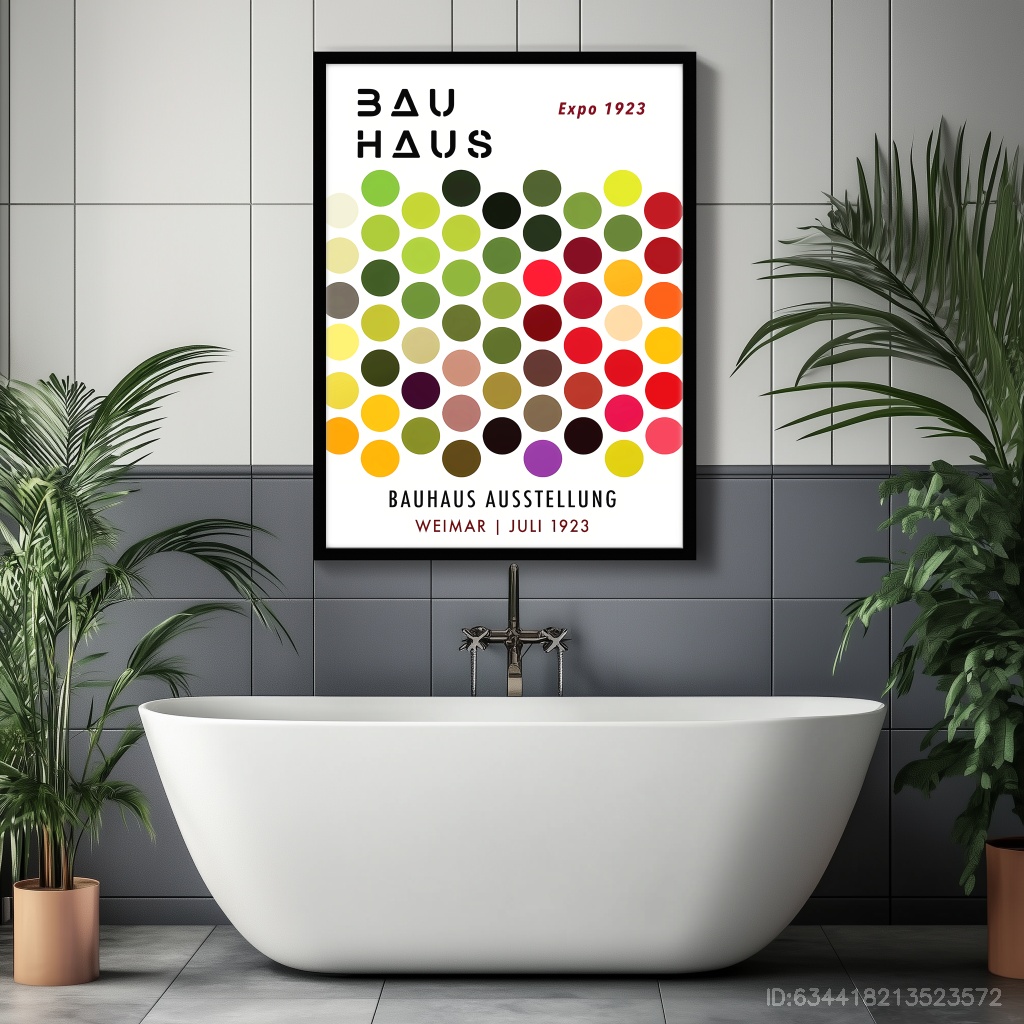 BAU
HAUS
Expo 1923
BAUHAUS AUSSTELLUNG
WEIMAR | JULI 1923
ID:634418213523572